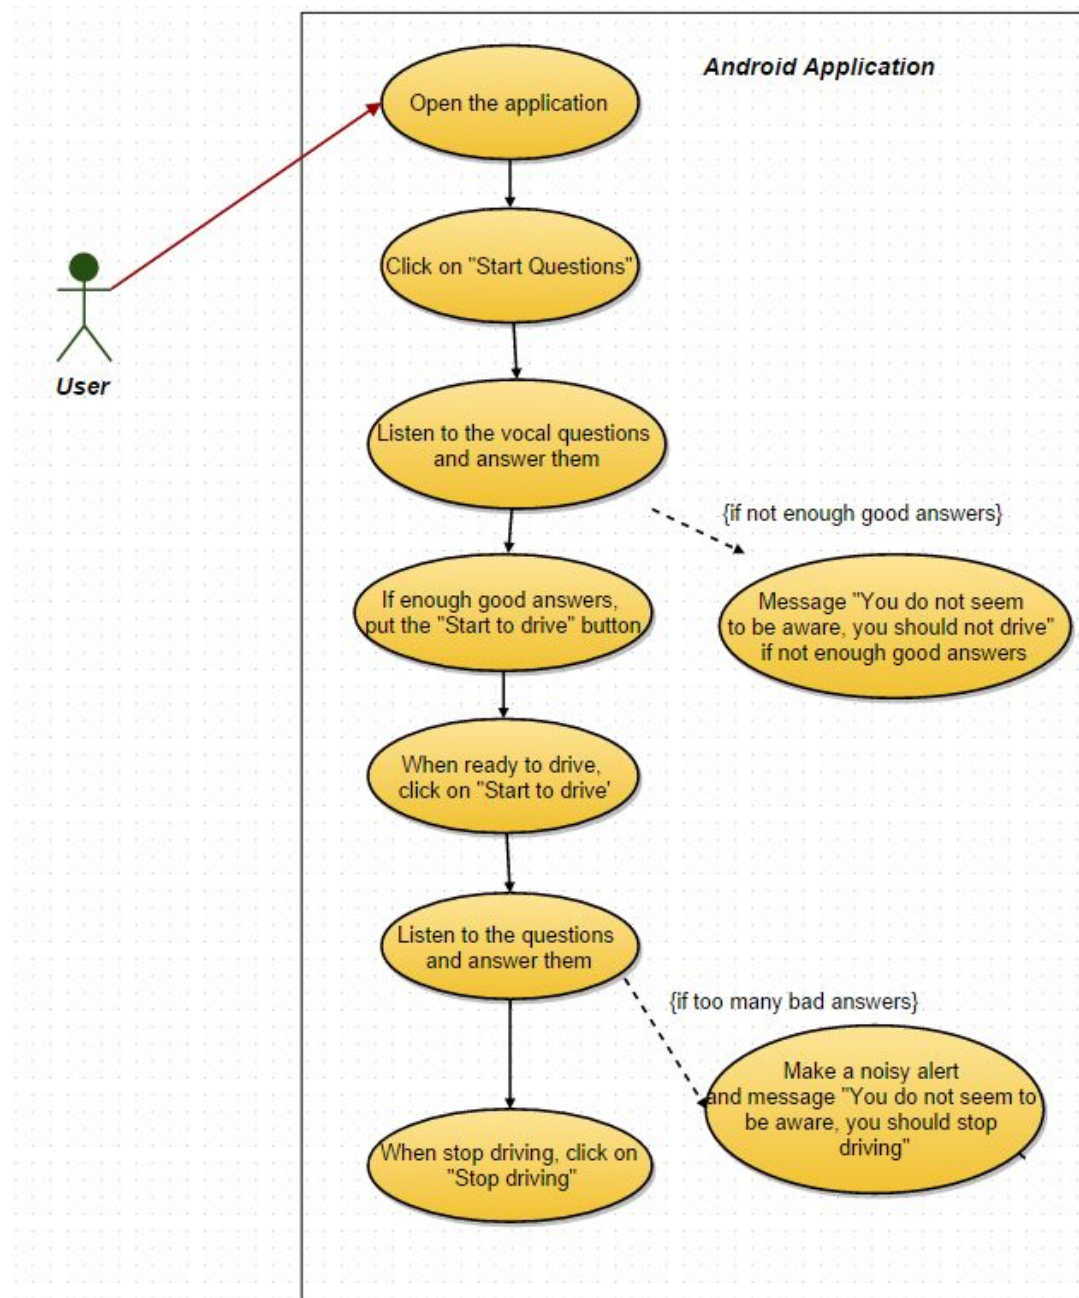 Android Application
Open the application
Click on "Start Questions"
User
Listen to the vocal questions
and answer them
{if not enough good answers}
If enough good answers,
put the "Start to drive" button
Message "You do not seem
to be aware, you should not drive"
if not enough good answers
When ready to drive,
click on "Start to drive'
Listen to the questions
and answer them
{if too many bad answers}
Make a noisy alert
and message "You do not seem to
be aware, you should stop
driving"
When stop driving, click on
"Stop driving"